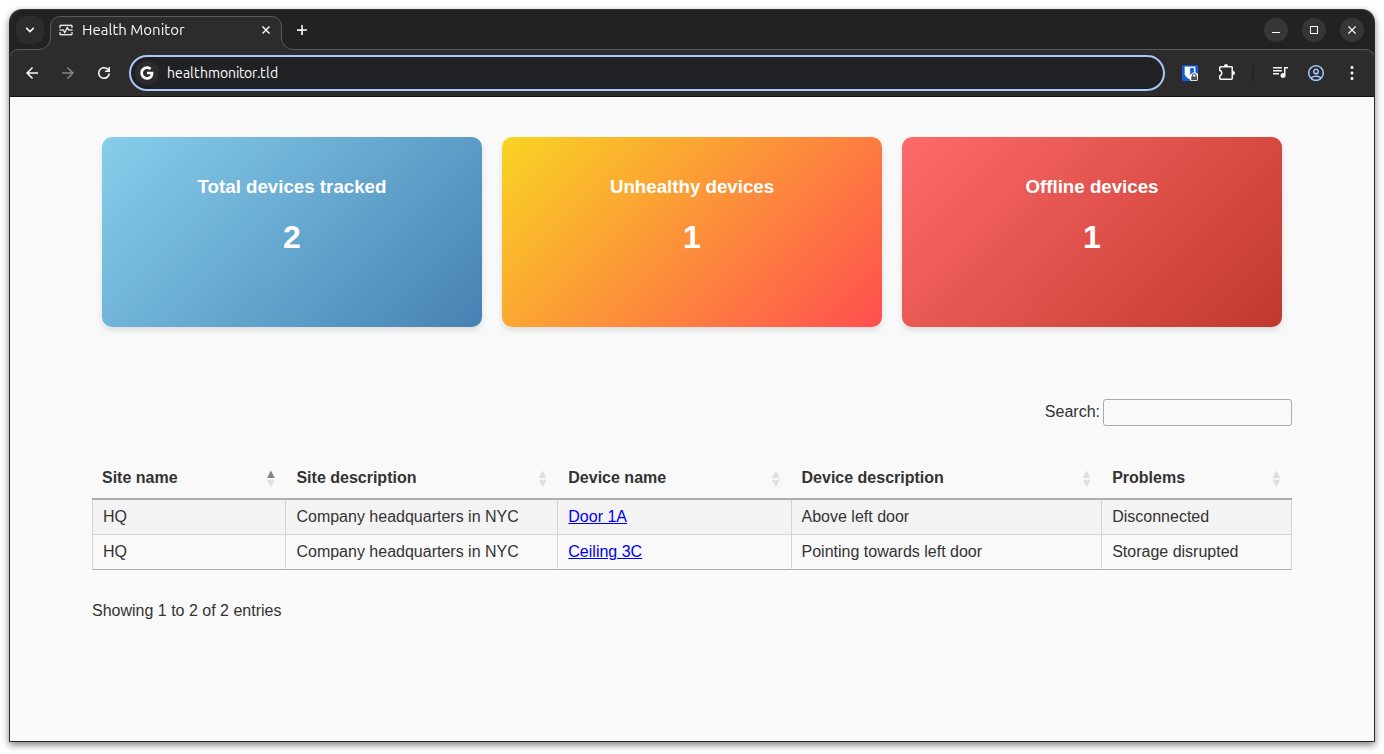 Health Monitor
healthmonitor.tld
Total devices tracked Unhealthy devices Offline devices
2 1 1
Search:
Site name Site description Device name Device description Problems
HQ Company headquarters in NYC Door 1A Above left door Disconnected
HQ Company headquarters in NYC Ceiling 3C Pointing towards left door Storage disrupted
Showing 1 to 2 of 2 entries